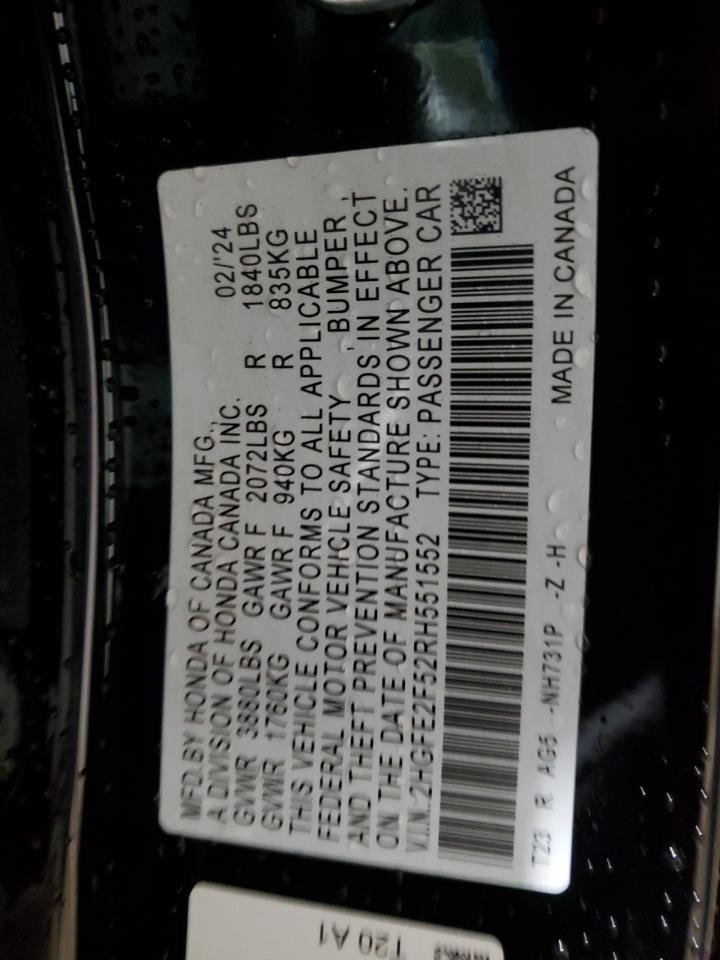 MFD.BY HONDA OF CANADA MFG., 02/'24
A DIVISION OF HONDA CANADA INC.
GVWR 3880LBS GAWR F 2072LBS R 1840LBS
GVWR 1760KG GAWR F 940KG R 835KG
THIS VEHICLE CONFORMS TO ALL APPLICABLE
FEDERAL MOTOR VEHICLE SAFETY, BUMPER,
AND THEFT PREVENTION STANDARDS IN EFFECT
ON THE DATE OF MANUFACTURE SHOWN ABOVE.
V.I.N.: 2HGFE2F52RH551552 TYPE: PASSENGER CAR
T23 R AG5 -NH731P -Z -H MADE IN CANADA
T20 A1